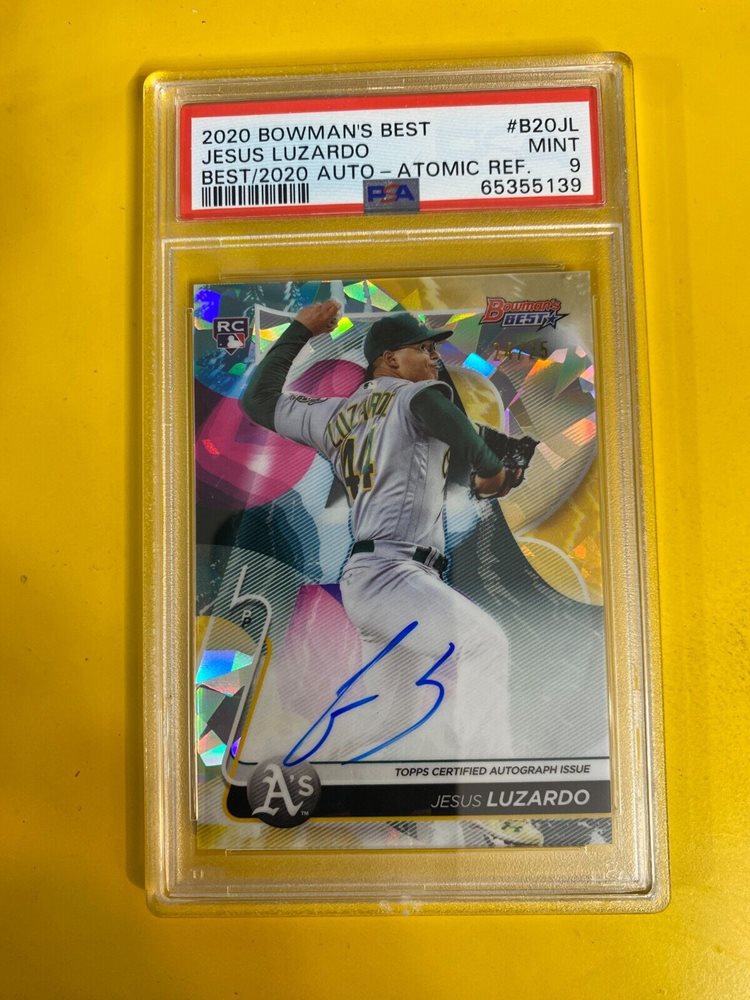 2020 BOWMAN'S BEST #B20JL
JESUS LUZARDO MINT
BEST/2020 AUTO - ATOMIC REF. 9
PSA 65355139
RC
Bowman's
BEST
LUZARDO
44
TOPPS CERTIFIED AUTOGRAPH ISSUE
A's
JESUS LUZARDO